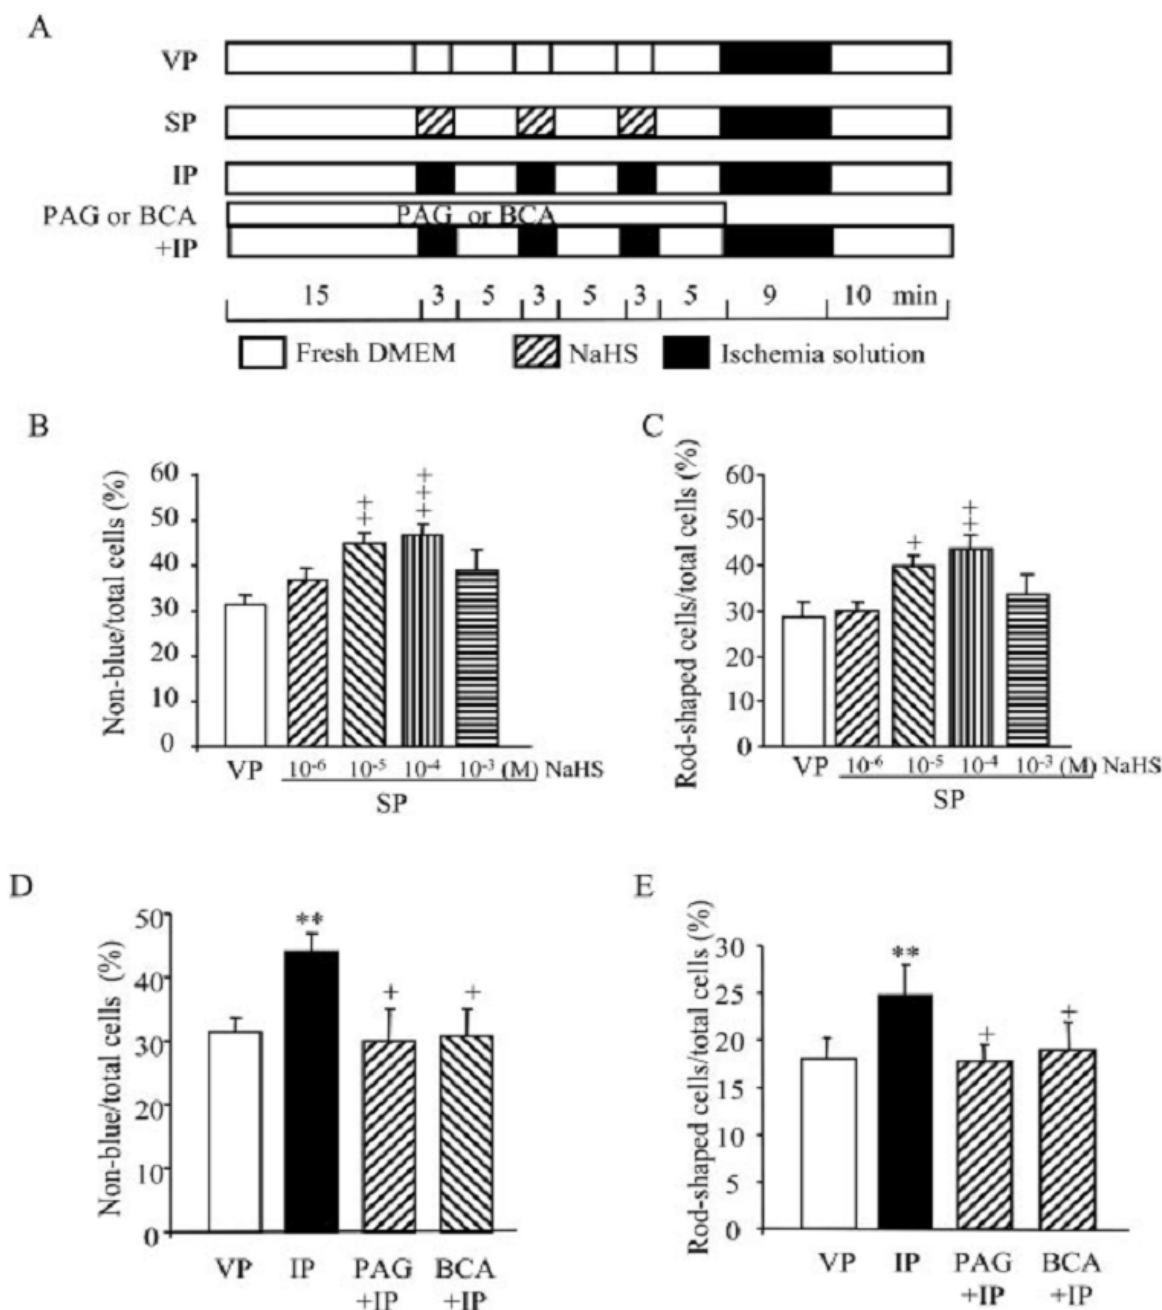 A
VP
SP
IP
PAG or BCA PAG or BCA
+IP
15 3 5 3 5 3 5 9 10 min
Fresh DMEM NaHS Ischemia solution
B
Non-blue/total cells (%)
60
50
40
30
20
10
0
++
+++
VP 10-6 10-5 10-4 10-3 (M) NaHS
SP
C
Rod-shaped cells/total cells (%)
60
50
40
30
20
10
0
+
++
VP 10-6 10-5 10-4 10-3 (M) NaHS
SP
D
Non-blue/total cells (%)
50
40
30
20
10
0
**
+
+
VP IP PAG BCA
+IP +IP
E
Rod-shaped cells/total cells (%)
30
25
20
15
10
5
0
**
+
+
VP IP PAG BCA
+IP +IP